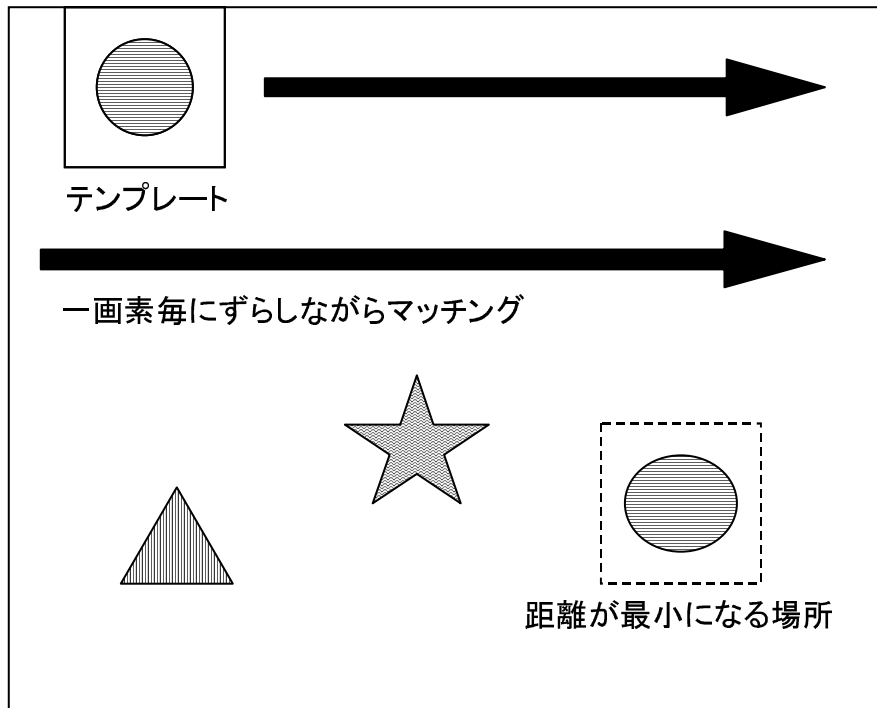 テンプレート
一画素毎にずらしながらマッチング
距離が最小になる場所